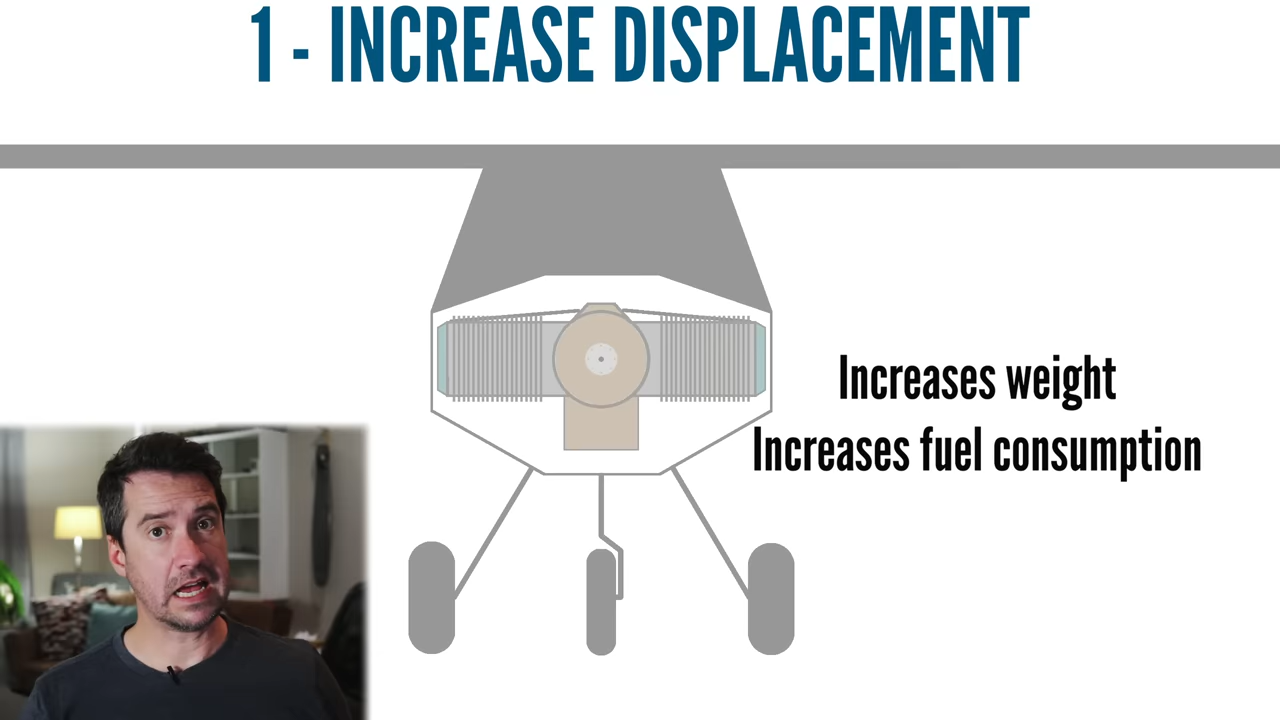 1 - INCREASE DISPLACEMENT
Increases weight
Increases fuel consumption